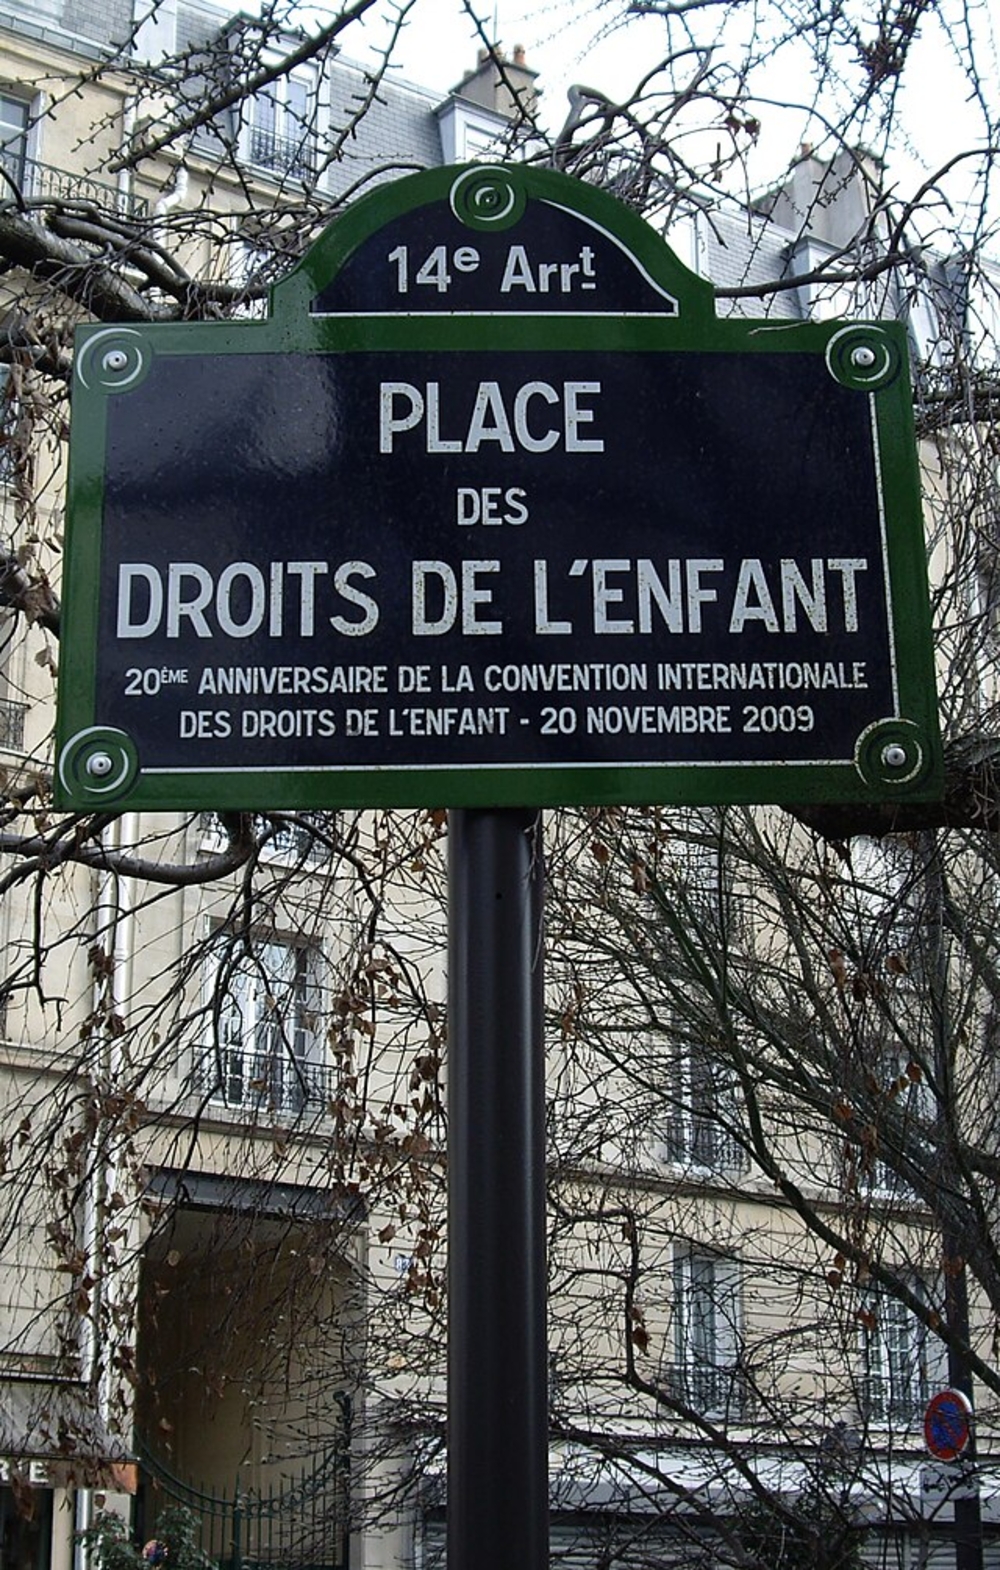 14e Arrt
PLACE
DES
DROITS DE L'ENFANT
20ÈME ANNIVERSAIRE DE LA CONVENTION INTERNATIONALE
DES DROITS DE L'ENFANT - 20 NOVEMBRE 2009